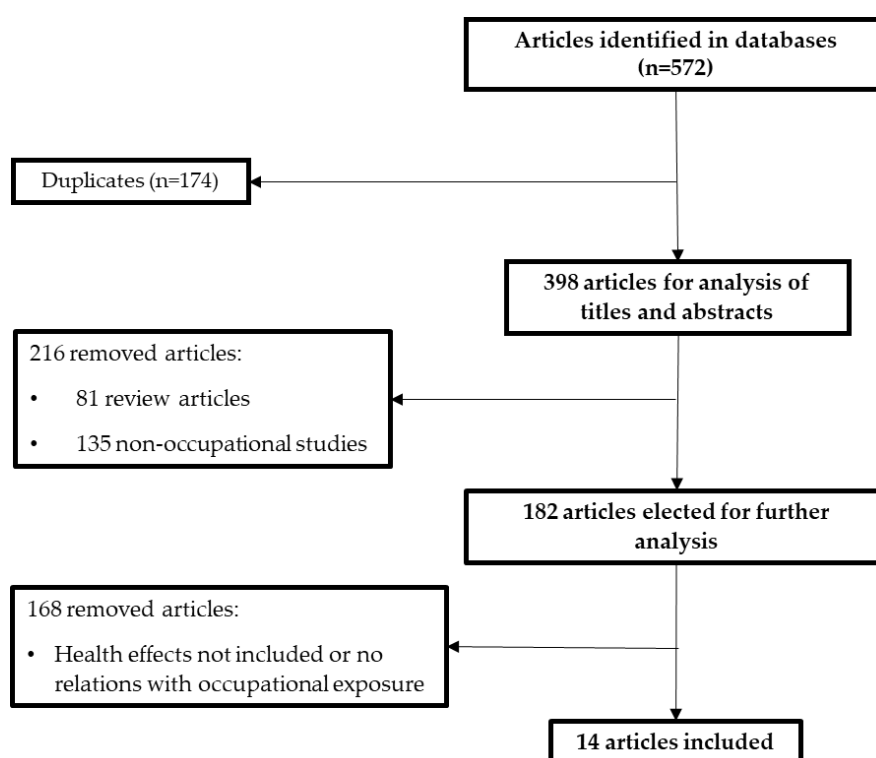 Articles identified in databases
(n=572)
Duplicates (n=174)
398 articles for analysis of
titles and abstracts
216 removed articles:
• 81 review articles
• 135 non-occupational studies
182 articles elected for further
analysis
168 removed articles:
• Health effects not included or no
relations with occupational exposure
14 articles included